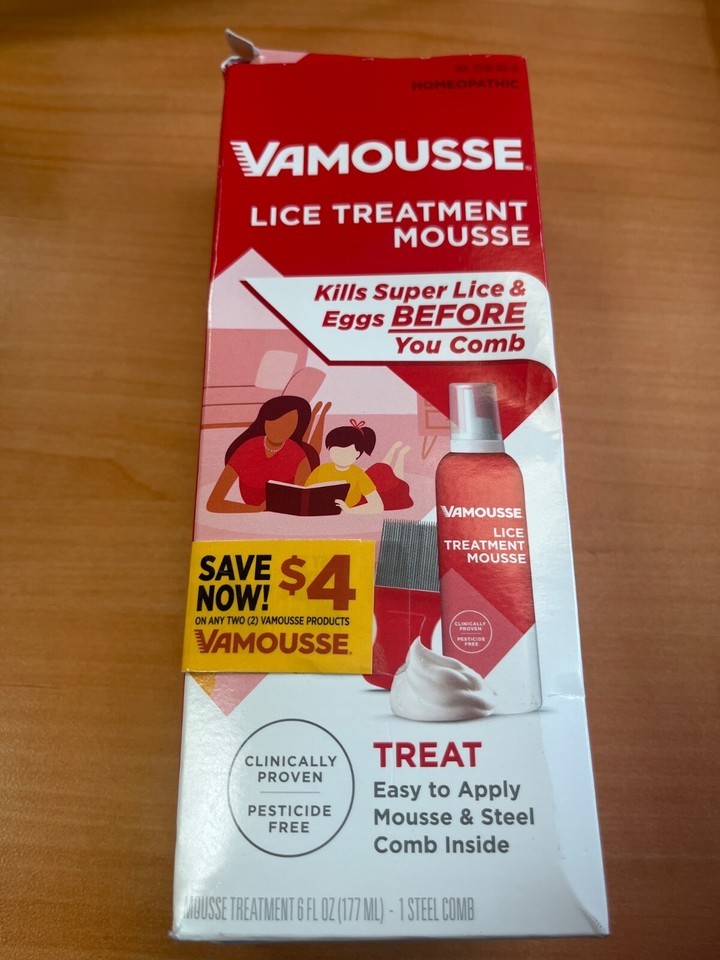 HOMEOPATHIC
VAMOUSSE
LICE TREATMENT
MOUSSE
Kills Super Lice &
Eggs BEFORE
You Comb
VAMOUSSE
LICE
TREATMENT
MOUSSE
CLINICALLY
PROVEN
PESTICIDE
FREE
SAVE
NOW!
$4
ON ANY TWO (2) VAMOUSSE PRODUCTS
VAMOUSSE.
CLINICALLY
PROVEN
PESTICIDE
FREE
TREAT
Easy to Apply
Mousse & Steel
Comb Inside
MOUSSE TREATMENT 6 FL OZ (177 ML) - 1 STEEL COMB